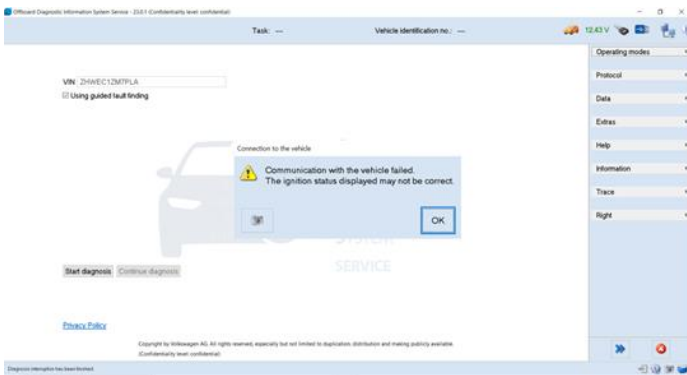 Offboard Diagnostic Information System Service - 23.0.1 (Confidentiality level: confidential)
Task: ---
Vehicle identification no.: ---
12.43 V
Operating modes
Protocol
Data
Extras
Help
Information
Trace
Right
VIN: ZHWEC1ZM7PLA
Using guided fault finding
Connection to the vehicle
Communication with the vehicle failed.
The ignition status displayed may not be correct.
OK
SYSTEM
SERVICE
Start diagnosis
Continue diagnosis
Privacy Policy
Copyright by Volkswagen AG. All rights reserved, especially but not limited to duplication, distribution and making publicly available.
(Confidentiality level: confidential)
Diagnosis interruption has been finished.